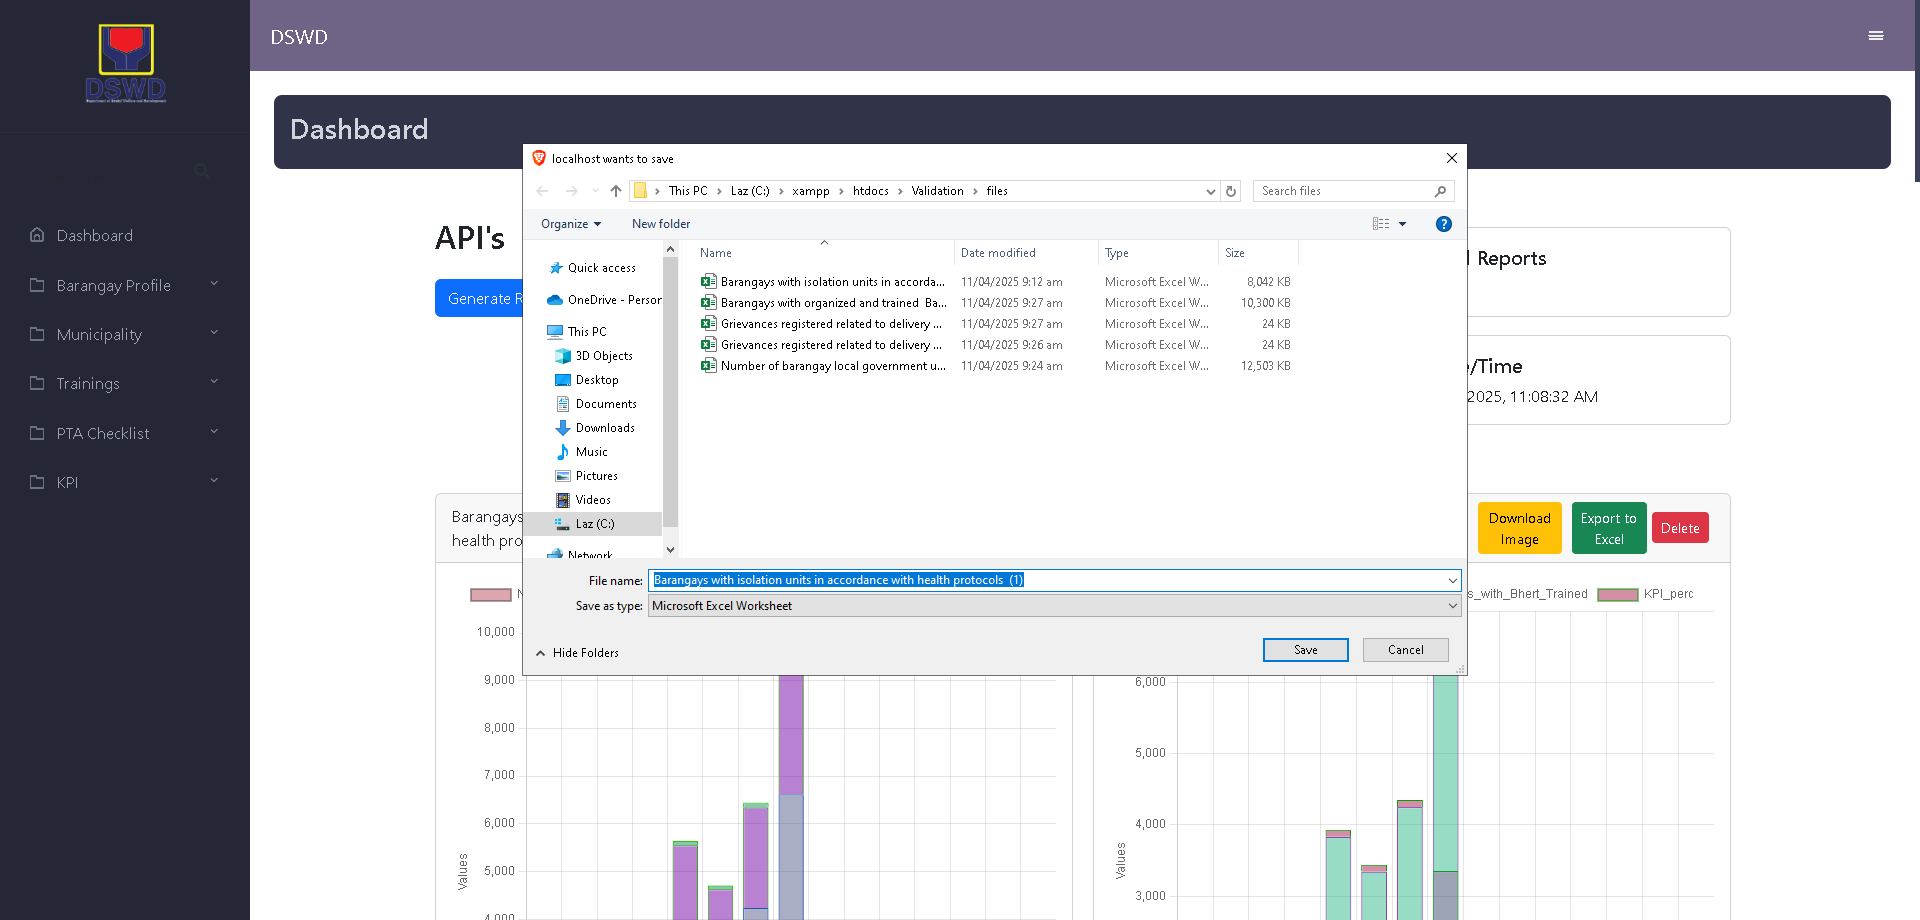 DSWD
DSWD
Dashboard
Dashboard
Barangay Profile
Municipality
Trainings
PTA Checklist
KPI
API's
Generate R
localhost wants to save
This PC
Laz (C:)
xampp
htdocs
Validation
files
Search files
Organize
New folder
Name
Date modified
Type
Size
Quick access
OneDrive - Person
This PC
3D Objects
Desktop
Documents
Downloads
Music
Pictures
Videos
Laz (C:)
Network
Barangays with isolation units in accorda... 11/04/2025 9:12 am Microsoft Excel W... 8,042 KB
Barangays with organized and trained Ba... 11/04/2025 9:27 am Microsoft Excel W... 10,300 KB
Grievances registered related to delivery ... 11/04/2025 9:27 am Microsoft Excel W... 24 KB
Grievances registered related to delivery ... 11/04/2025 9:26 am Microsoft Excel W... 24 KB
Number of barangay local government u... 11/04/2025 9:24 am Microsoft Excel W... 12,503 KB
File name: Barangays with isolation units in accordance with health protocols (1)
Save as type: Microsoft Excel Worksheet
Hide Folders
Save
Cancel
Reports
/Time
2025, 11:08:32 AM
Barangays
health pro
Download
Image
Export to
Excel
Delete
s_with_Bhert_Trained
KPI_perc
10,000
9,000
8,000
7,000
6,000
5,000
4,000
Values
6,000
5,000
4,000
3,000
Values